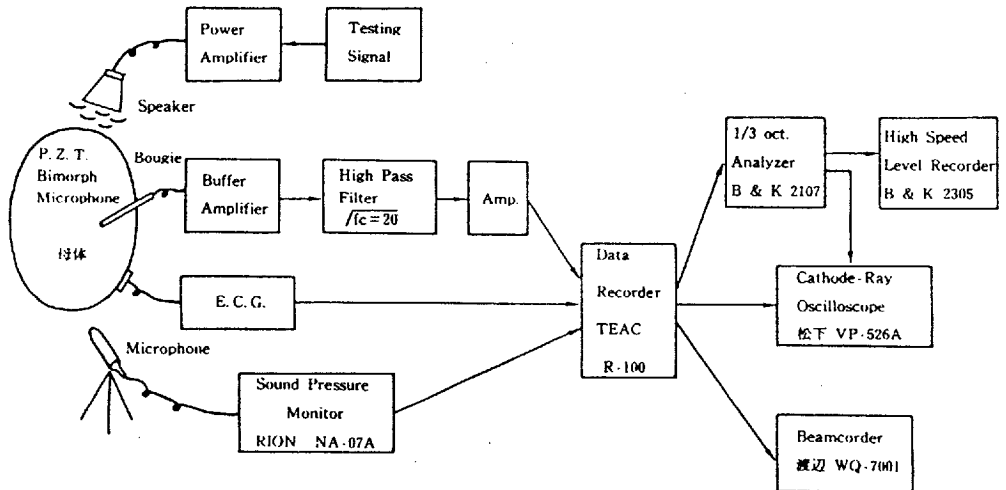 Power
Amplifier
Testing
Signal
Speaker
P. Z. T.
Bimorph
Microphone
Bougie
母体
Buffer
Amplifier
High Pass
Filter
√fc=20
Amp.
E. C. G.
Microphone
Sound Pressure
Monitor
RION NA-07A
Data
Recorder
TEAC
R-100
1/3 oct.
Analyzer
B & K 2107
High Speed
Level Recorder
B & K 2305
Cathode-Ray
Oscilloscope
松下 VP-526A
Beamcorder
渡辺 WQ-7001